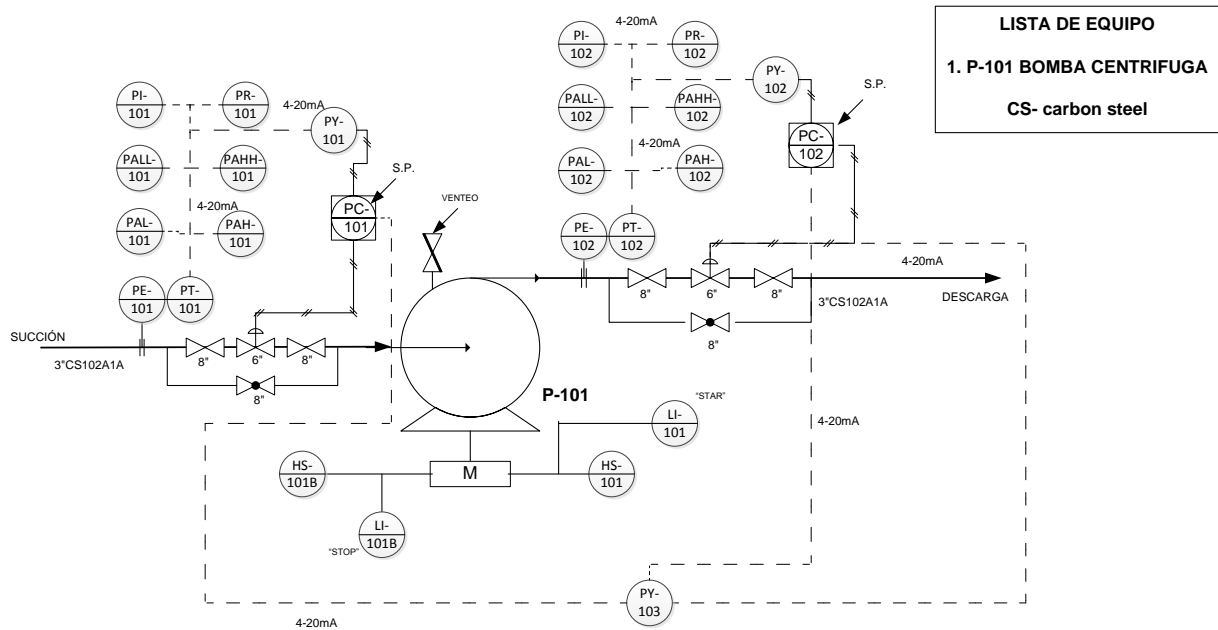 LISTA DE EQUIPO
1. P-101 BOMBA CENTRIFUGA
CS- carbon steel
4-20mA
PI-
102
PR-
102
PY-
102
S.P.
PALL-
102
PAHH-
102
PC-
102
4-20mA
PAL-
102
PAH-
102
PE-
102
PT-
102
8"
6"
8"
8"
4-20mA
3"CS102A1A
DESCARGA
PI-
101
PR-
101
4-20mA
PY-
101
PALL-
101
PAHH-
101
S.P.
PC-
101
4-20mA
PAL-
101
PAH-
101
PE-
101
PT-
101
VENTEO
SUCCIÓN
3"CS102A1A
8"
6"
8"
8"
P-101
LI-
101
"STAR"
4-20mA
HS-
101B
M
HS-
101
LI-
101B
"STOP"
PY-
103
4-20mA